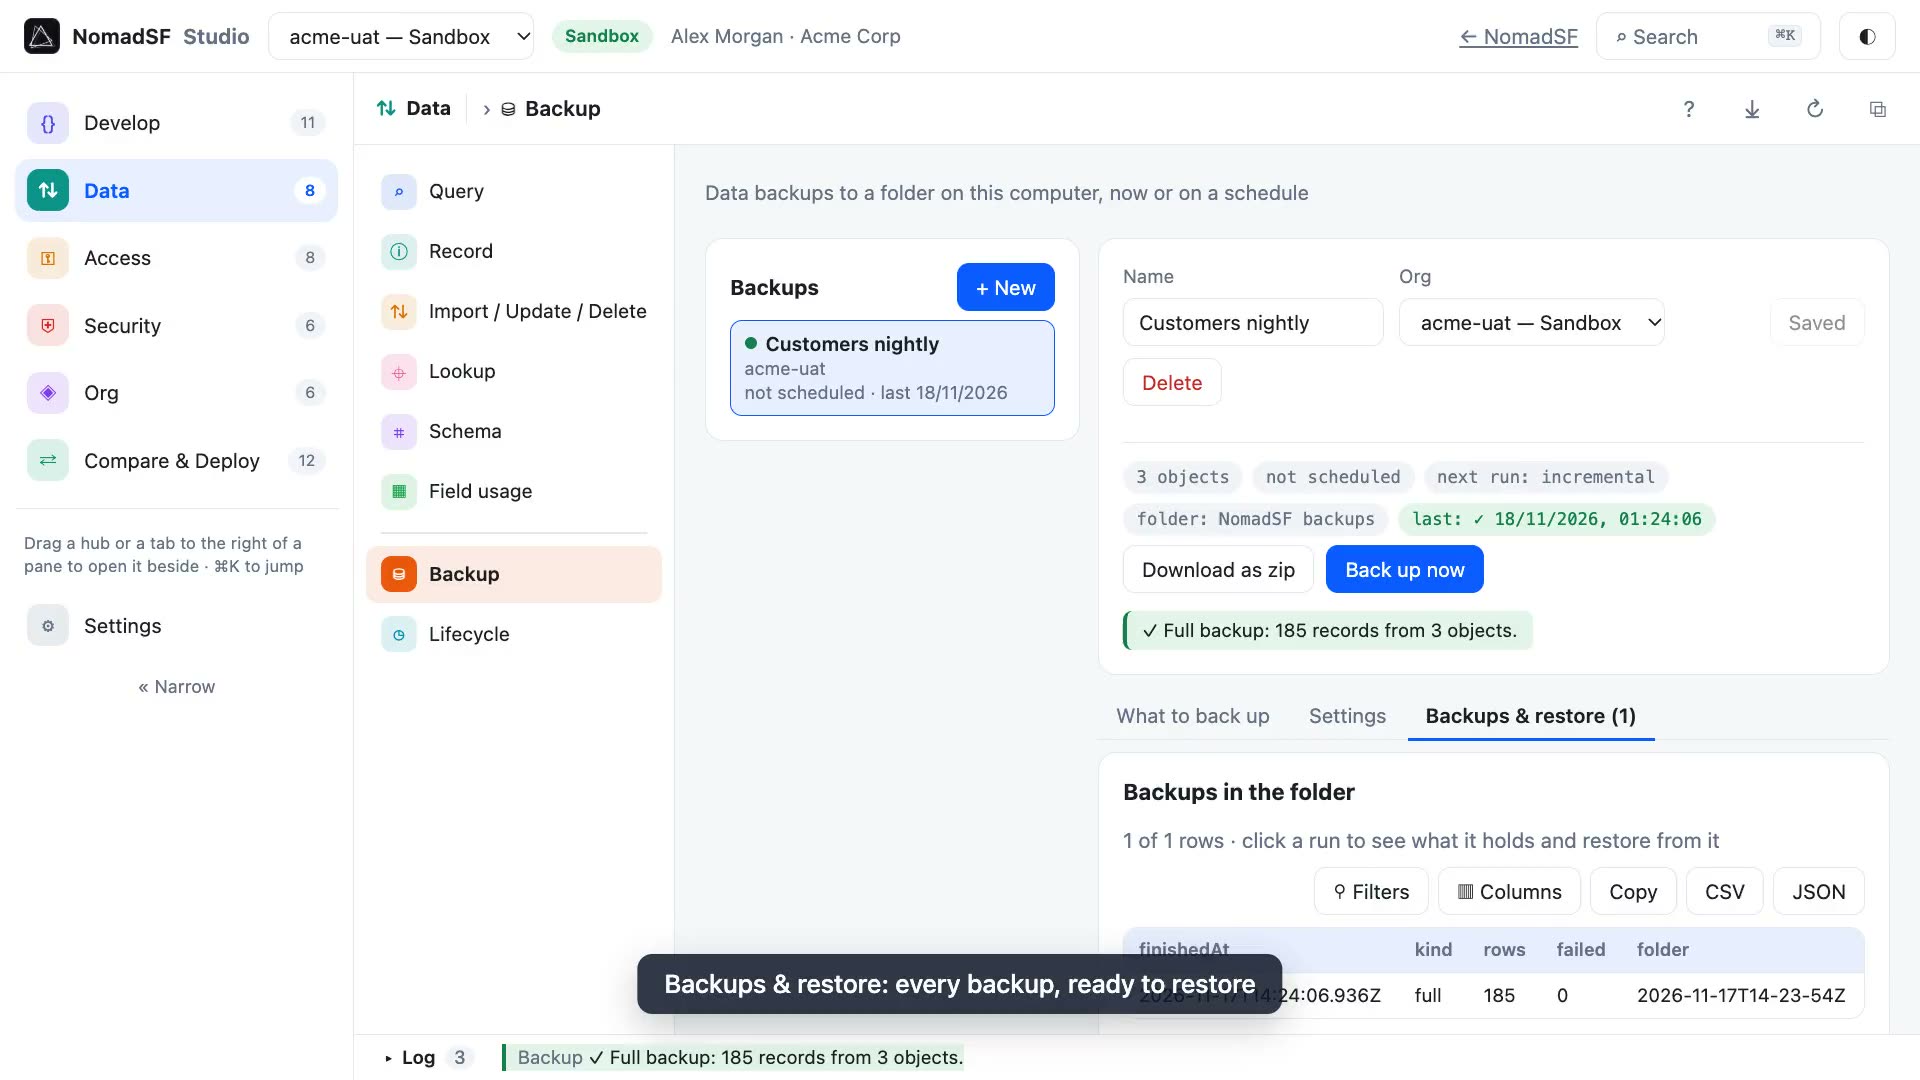 NomadSF Studio
acme-uat — Sandbox
Sandbox
Alex Morgan · Acme Corp
← NomadSF
Search
⌘K
Develop 11
Data 8
Access 8
Security 6
Org 6
Compare & Deploy 12
Drag a hub or a tab to the right of a
pane to open it beside · ⌘K to jump
Settings
« Narrow
Data › Backup
?
Query
Record
Import / Update / Delete
Lookup
Schema
Field usage
Backup
Lifecycle
Data backups to a folder on this computer, now or on a schedule
Backups
+ New
Customers nightly
acme-uat
not scheduled · last 18/11/2026
Name
Org
Customers nightly
acme-uat — Sandbox
Saved
Delete
3 objects
not scheduled
next run: incremental
folder: NomadSF backups
last: ✓ 18/11/2026, 01:24:06
Download as zip
Back up now
✓ Full backup: 185 records from 3 objects.
What to back up
Settings
Backups & restore (1)
Backups in the folder
1 of 1 rows · click a run to see what it holds and restore from it
Filters
Columns
Copy
CSV
JSON
finishedAt kind rows failed folder
2026-11-17T14:24:06.936Z full 185 0 2026-11-17T14-23-54Z
Backups & restore: every backup, ready to restore
▸ Log 3
Backup ✓ Full backup: 185 records from 3 objects.